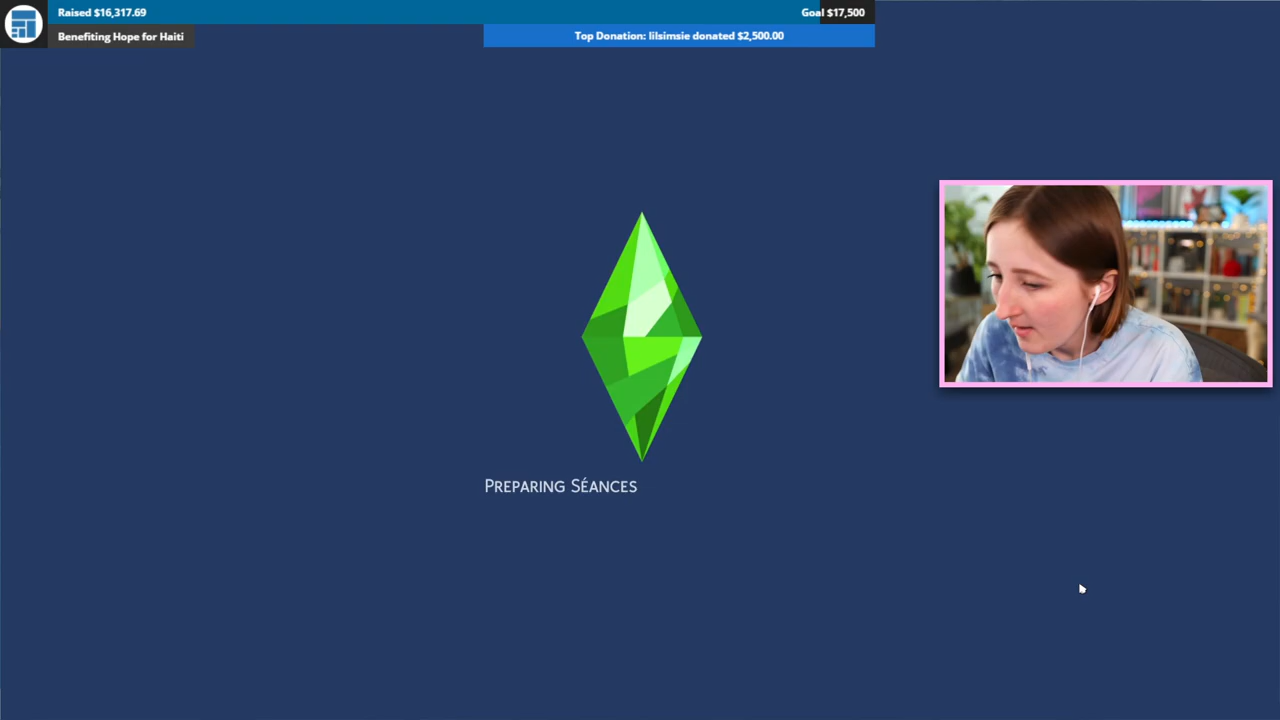 Raised $16,317.69
Goal $17,500
Benefiting Hope for Haiti
Top Donation: lilsimsie donated $2,500.00
Preparing Séances